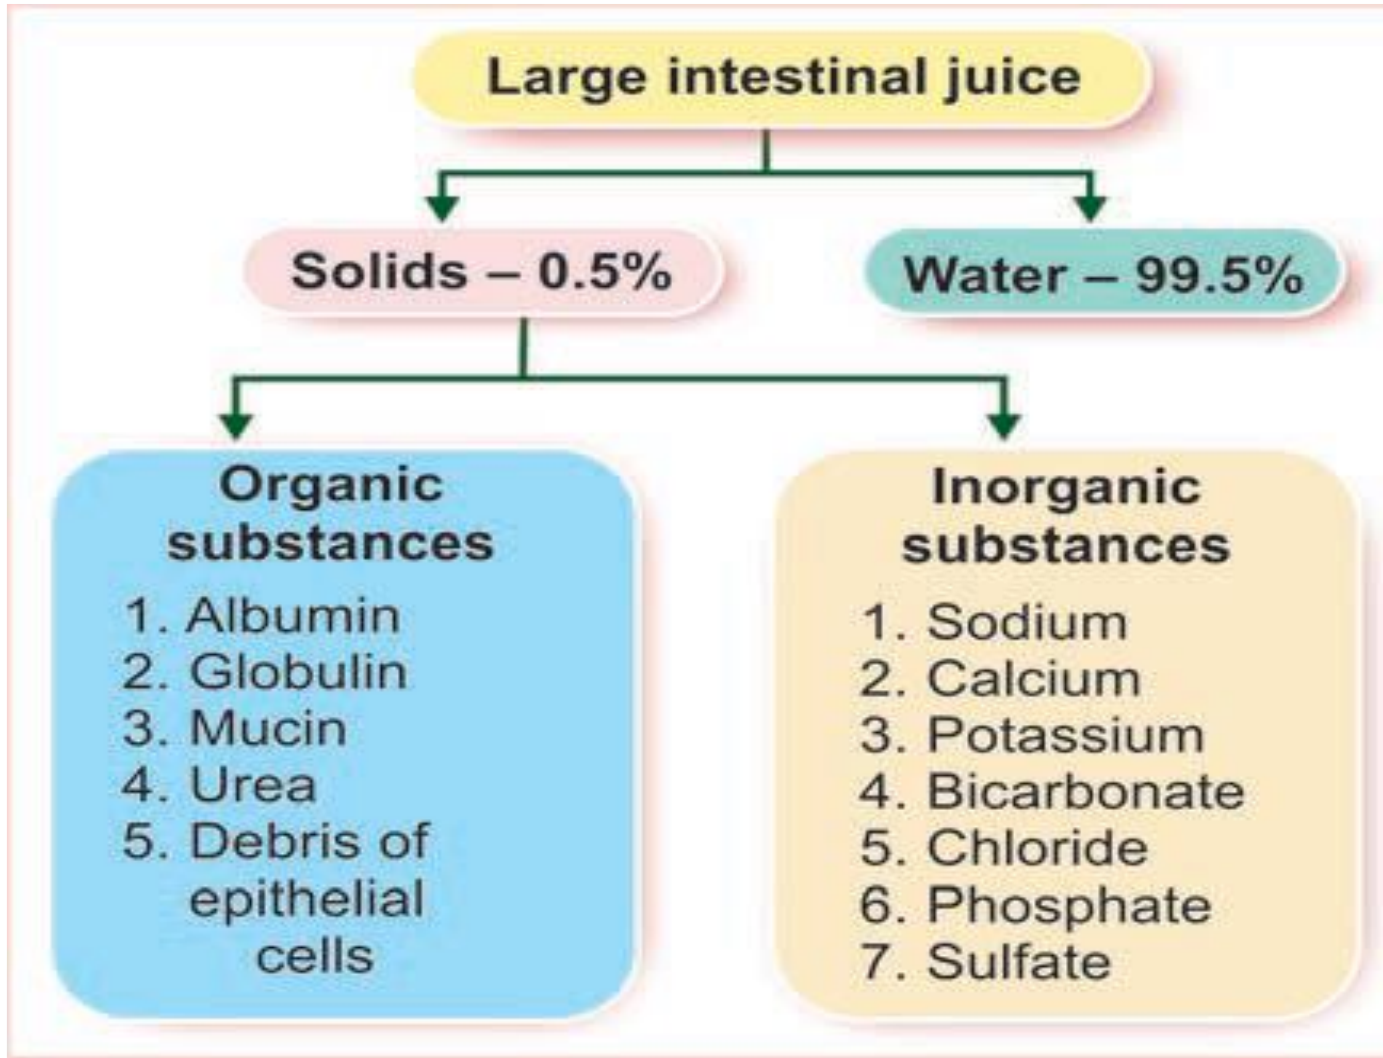 Large intestinal juice
Solids – 0.5%
Water – 99.5%
Organic
substances
1. Albumin
2. Globulin
3. Mucin
4. Urea
5. Debris of
epithelial
cells
Inorganic
substances
1. Sodium
2. Calcium
3. Potassium
4. Bicarbonate
5. Chloride
6. Phosphate
7. Sulfate